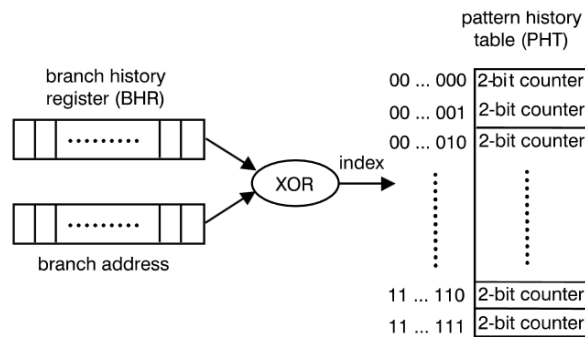 pattern history
table (PHT)
branch history
register (BHR)
00 ... 000 2-bit counter
00 ... 001 2-bit counter
00 ... 010 2-bit counter
XOR
index
branch address
11 ... 110 2-bit counter
11 ... 111 2-bit counter